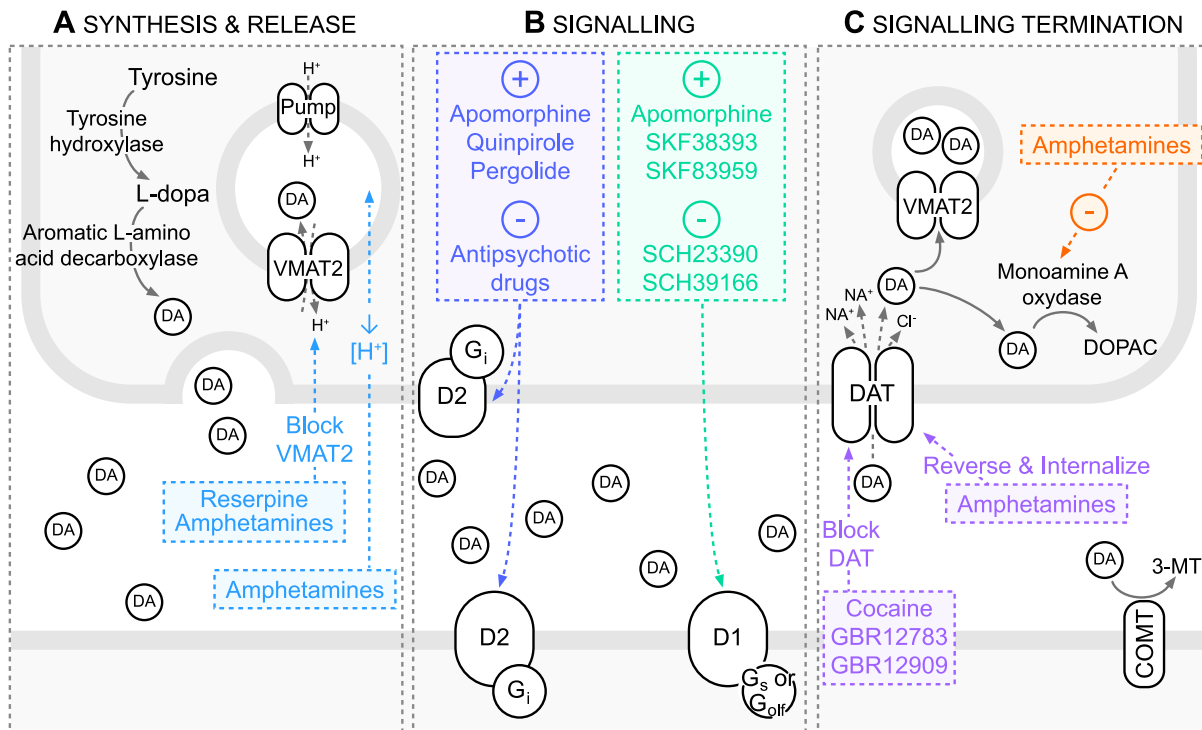 A SYNTHESIS & RELEASE
Tyrosine
Tyrosine
hydroxylase
L-dopa
Aromatic L-amino
acid decarboxylase
DA
H⁺
Pump
H⁺
DA
VMAT2
H⁺
↓
[H⁺]
DA
DA
DA
DA
DA
Block
VMAT2
Reserpine
Amphetamines
Amphetamines
B SIGNALLING
+
Apomorphine
Quinpirole
Pergolide
-
Antipsychotic
drugs
+
Apomorphine
SKF38393
SKF83959
-
SCH23390
SCH39166
Gi
D2
DA
DA
DA
DA
DA
DA
D2
Gi
D1
Gs or
Golf
C SIGNALLING TERMINATION
DA
DA
VMAT2
Amphetamines
-
Monoamine A
oxydase
DA
NA⁺
NA⁺
Cl⁻
DA
DOPAC
DAT
Reverse & Internalize
Amphetamines
DA
Block
DAT
Cocaine
GBR12783
GBR12909
DA
3-MT
COMT